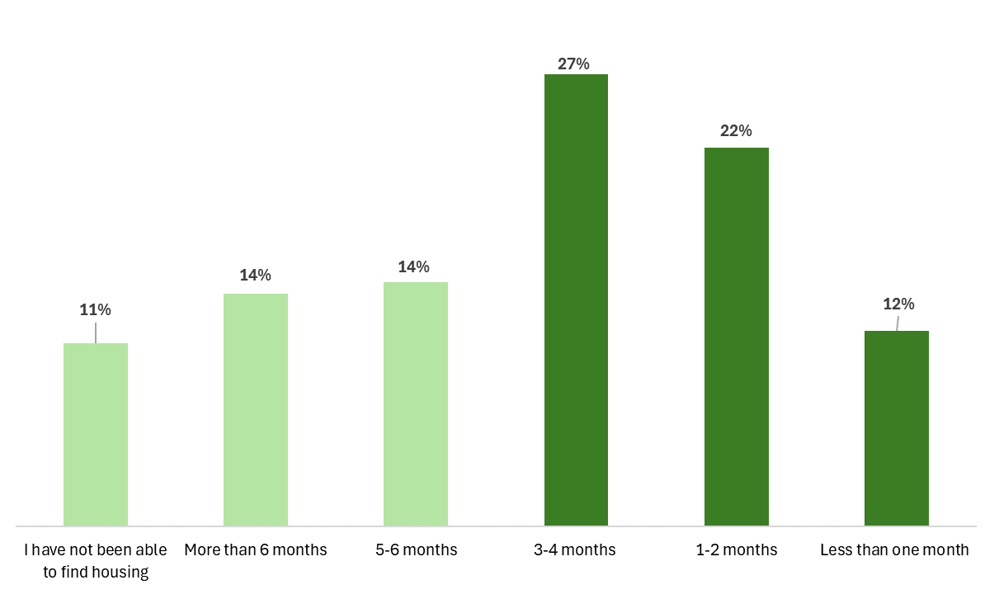 27%
22%
14%
14%
11%
12%
I have not been able
to find housing
More than 6 months
5-6 months
3-4 months
1-2 months
Less than one month